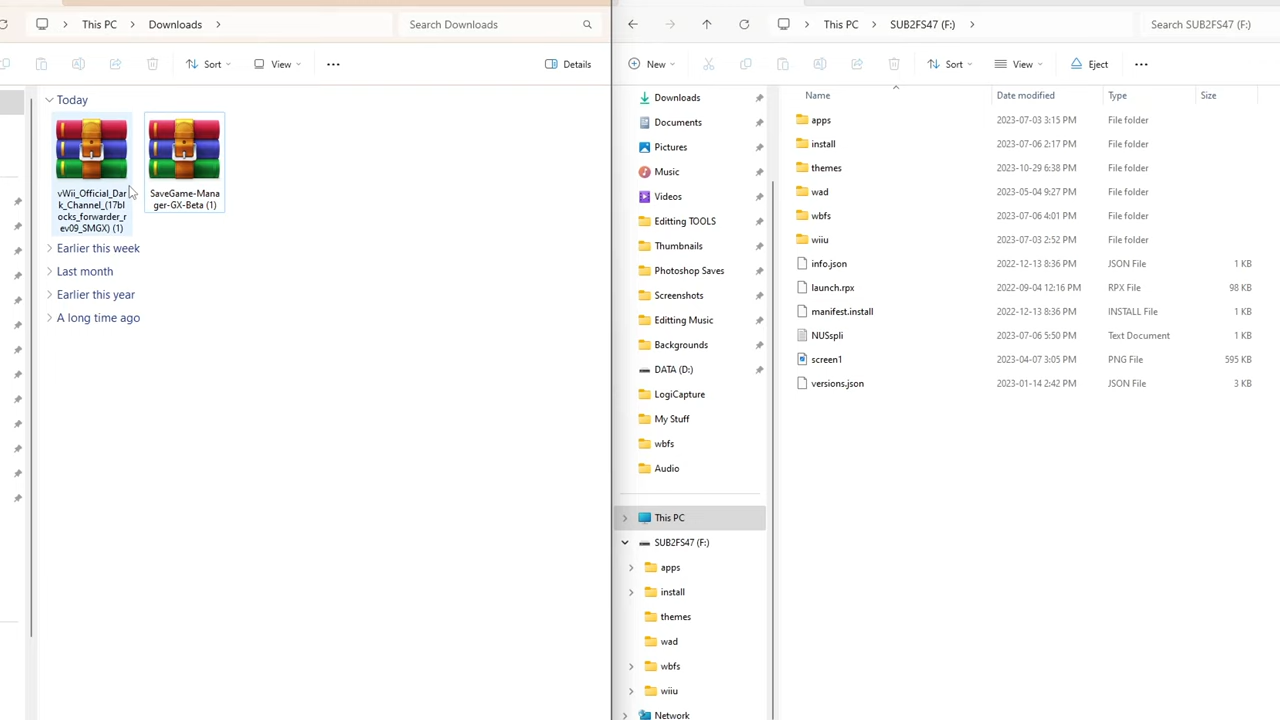 This PC
Downloads
Search Downloads
Sort
View
Details
Today
vWii_Official_Dar
k_Channel_(17bl
ocks_forwarder_r
ev09_SMGX) (1)
SaveGame-Mana
ger-GX-Beta (1)
Earlier this week
Last month
Earlier this year
A long time ago
This PC
SUB2FS47 (F:)
Search SUB2FS47 (F:)
New
Sort
View
Eject
Downloads
Documents
Pictures
Music
Videos
Editing TOOLS
Thumbnails
Photoshop Saves
Screenshots
Editing Music
Backgrounds
DATA (D:)
LogiCapture
My Stuff
wbfs
Audio
This PC
SUB2FS47 (F:)
apps
install
themes
wad
wbfs
wiiu
Network
Name Date modified Type Size
apps 2023-07-03 3:15 PM File folder
install 2023-07-06 2:17 PM File folder
themes 2023-10-29 6:38 PM File folder
wad 2023-05-04 9:27 PM File folder
wbfs 2023-07-06 4:01 PM File folder
wiiu 2023-07-03 2:52 PM File folder
info.json 2022-12-13 8:36 PM JSON File 1 KB
launch.rpx 2022-09-04 12:16 PM RPX File 98 KB
manifest.install 2022-12-13 8:36 PM INSTALL File 1 KB
NUSspli 2023-07-06 5:50 PM Text Document 1 KB
screen1 2023-04-07 3:05 PM PNG File 595 KB
versions.json 2023-01-14 2:42 PM JSON File 3 KB